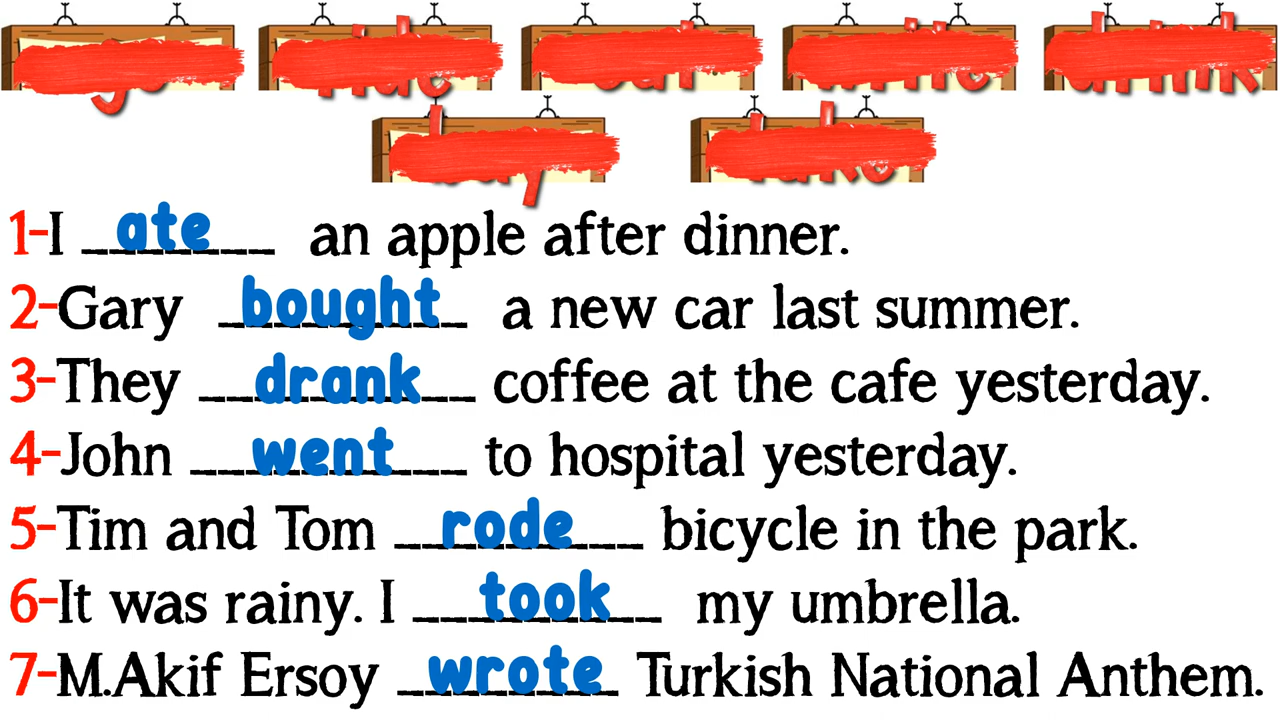 1-I ate an apple after dinner.
2-Gary bought a new car last summer.
3-They drank coffee at the cafe yesterday.
4-John went to hospital yesterday.
5-Tim and Tom rode bicycle in the park.
6-It was rainy. I took my umbrella.
7-M.Akif Ersoy wrote Turkish National Anthem.